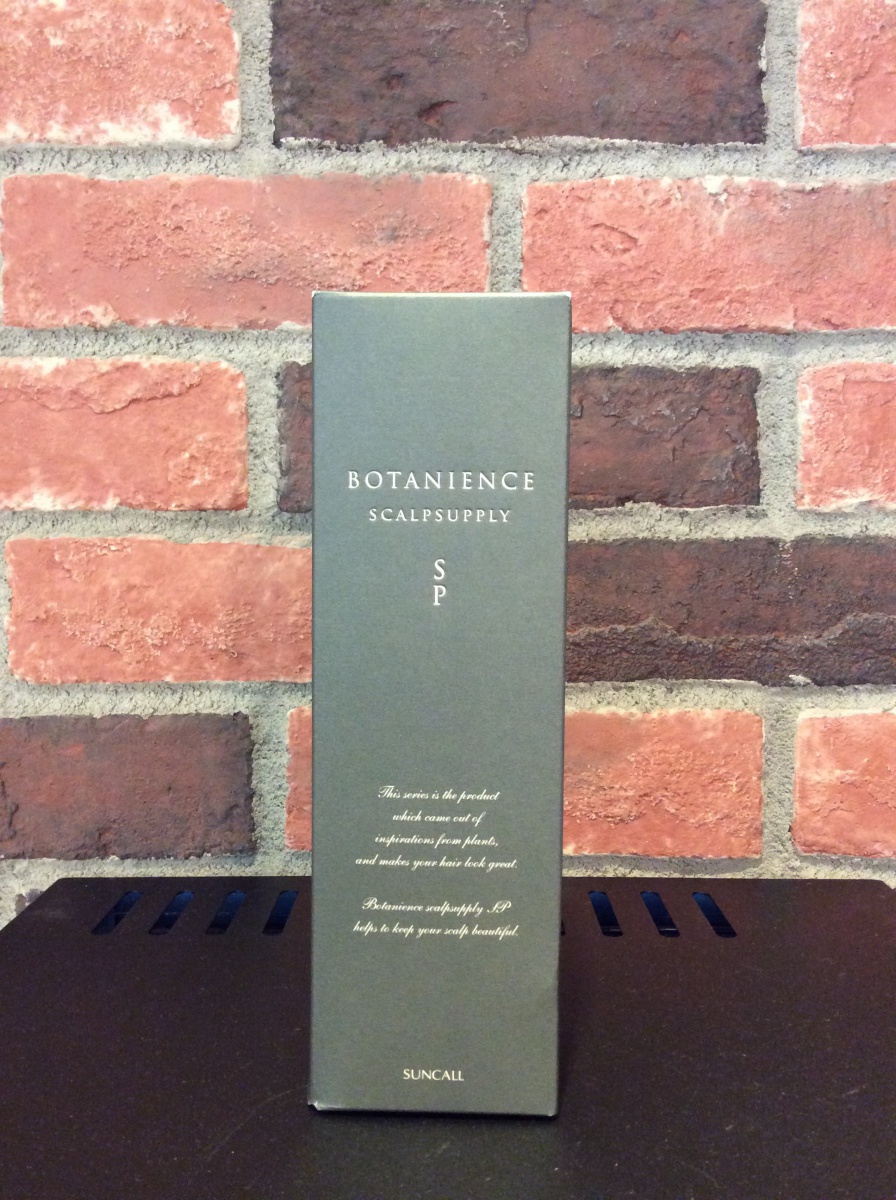 BOTANIENCE
SCALPSUPPLY
S
P
This series is the product
which came out of
inspirations from plants,
and makes your hair look great.
Botanience scalpsupply SP
helps to keep your scalp beautiful.
SUNCALL